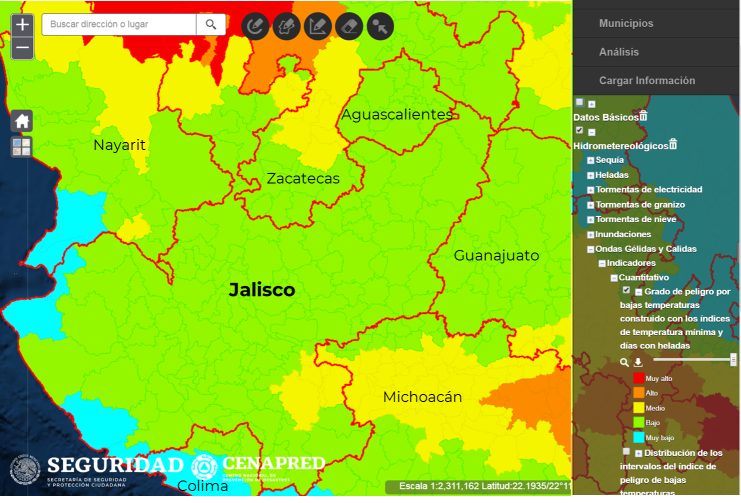 Buscar dirección o lugar
Municipios
Análisis
Cargar Información
Datos Básicos
Hidrometereológicos
Sequía
Heladas
Tormentas de electricidad
Tormentas de granizo
Tormentas de nieve
Inundaciones
Ondas Gélidas y Calidas
Indicadores
Cuantitativo
Grado de peligro por
bajas temperaturas
construido con los índices
de temperatura mínima y
días con heladas
Muy alto
Alto
Medio
Bajo
Muy bajo
Distribución de los
intervalos del índice de
peligro de bajas
temperaturas
Nayarit
Aguascalientes
Zacatecas
Guanajuato
Jalisco
Michoacán
Colima
SEGURIDAD
SECRETARÍA DE SEGURIDAD
Y PROTECCIÓN CIUDADANA
CENAPRED
CENTRO NACIONAL DE
PREVENCIÓN DE DESASTRES
Escala 1:2,311,162 Latitud:22.1935/22°11